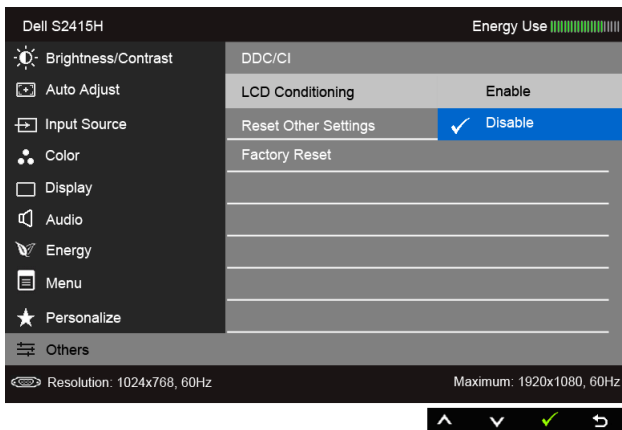 Dell S2415H Energy Use
Brightness/Contrast DDC/CI
Auto Adjust LCD Conditioning Enable
Input Source Reset Other Settings Disable
Color Factory Reset
Display
Audio
Energy
Menu
Personalize
Others
Resolution: 1024x768, 60Hz Maximum: 1920x1080, 60Hz